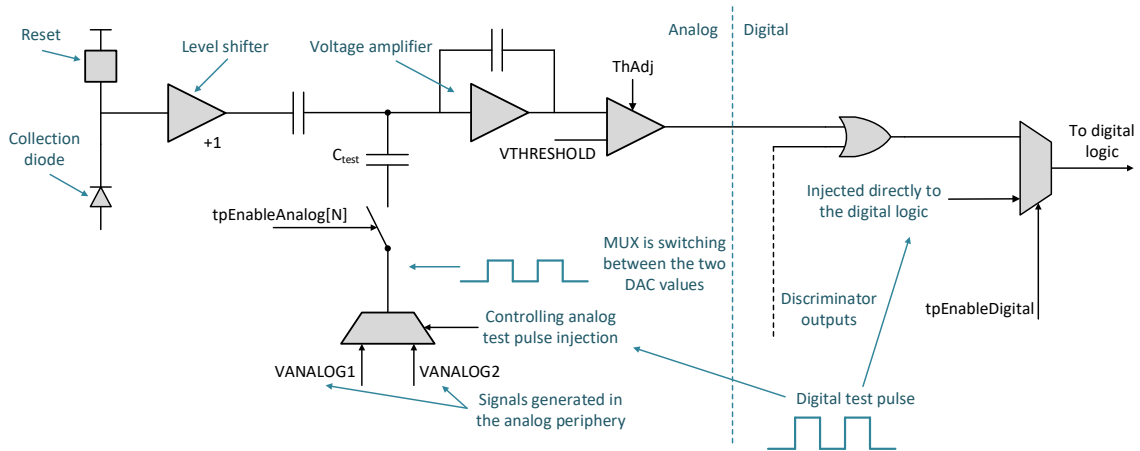 Reset
Level shifter
Voltage amplifier
Analog
Digital
ThAdj
Collection
diode
+1
C_test
VTHRESHOLD
To digital
logic
Injected directly to
the digital logic
tpEnableAnalog[N]
MUX is switching
between the two
DAC values
Discriminator
outputs
tpEnableDigital
Controlling analog
test pulse injection
VANALOG1
VANALOG2
Signals generated in
the analog periphery
Digital test pulse